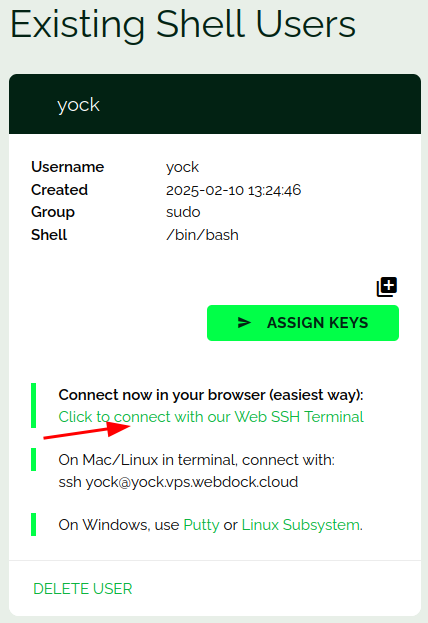 Existing Shell Users
yock
Username yock
Created 2025-02-10 13:24:46
Group sudo
Shell /bin/bash
ASSIGN KEYS
Connect now in your browser (easiest way):
Click to connect with our Web SSH Terminal
On Mac/Linux in terminal, connect with:
ssh yock@yock.vps.webdock.cloud
On Windows, use Putty or Linux Subsystem.
DELETE USER